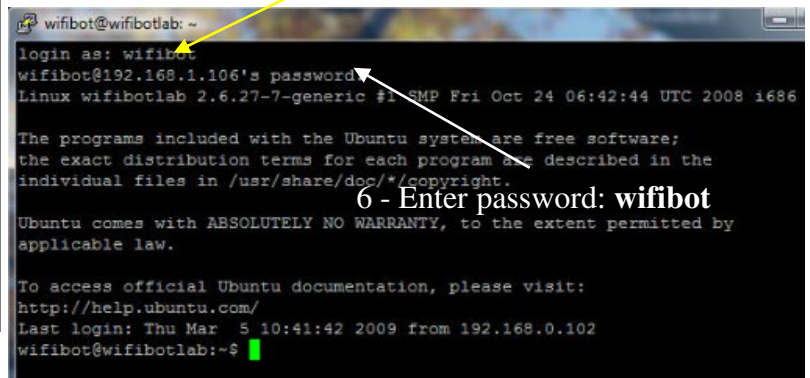 wifibot@wifibotlab: ~
login as: wifibot
wifibot@192.168.1.106's password:
Linux wifibotlab 2.6.27-7-generic #1 SMP Fri Oct 24 06:42:44 UTC 2008 i686
The programs included with the Ubuntu system are free software;
the exact distribution terms for each program are described in the
individual files in /usr/share/doc/*/copyright.
6 - Enter password: wifibot
Ubuntu comes with ABSOLUTELY NO WARRANTY, to the extent permitted by
applicable law.
To access official Ubuntu documentation, please visit:
http://help.ubuntu.com/
Last login: Thu Mar  5 10:41:42 2009 from 192.168.0.102
wifibot@wifibotlab:~$